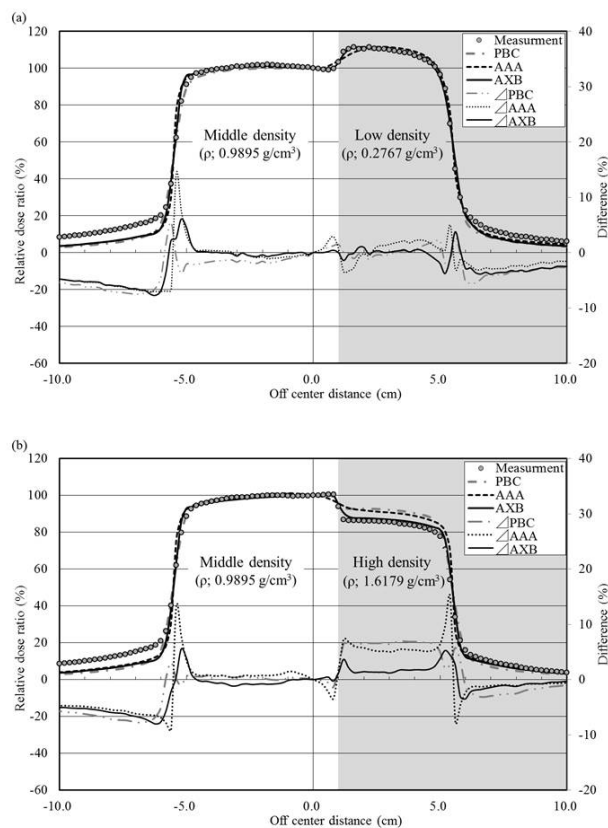 (a)
120
100
80
60
40
20
0
-20
-40
-60
Relative dose ratio (%)
40
30
20
10
0
-10
-20
Difference (%)
Measurment
PBC
AAA
AXB
⊿PBC
⊿AAA
⊿AXB
Middle density
(ρ; 0.9895 g/cm³)
Low density
(ρ; 0.2767 g/cm³)
-10.0 -5.0 0.0 5.0 10.0
Off center distance (cm)
(b)
120
100
80
60
40
20
0
-20
-40
-60
Relative dose ratio (%)
40
30
20
10
0
-10
-20
Difference (%)
Measurment
PBC
AAA
AXB
⊿PBC
⊿AAA
⊿AXB
Middle density
(ρ; 0.9895 g/cm³)
High density
(ρ; 1.6179 g/cm³)
-10.0 -5.0 0.0 5.0 10.0
Off center distance (cm)